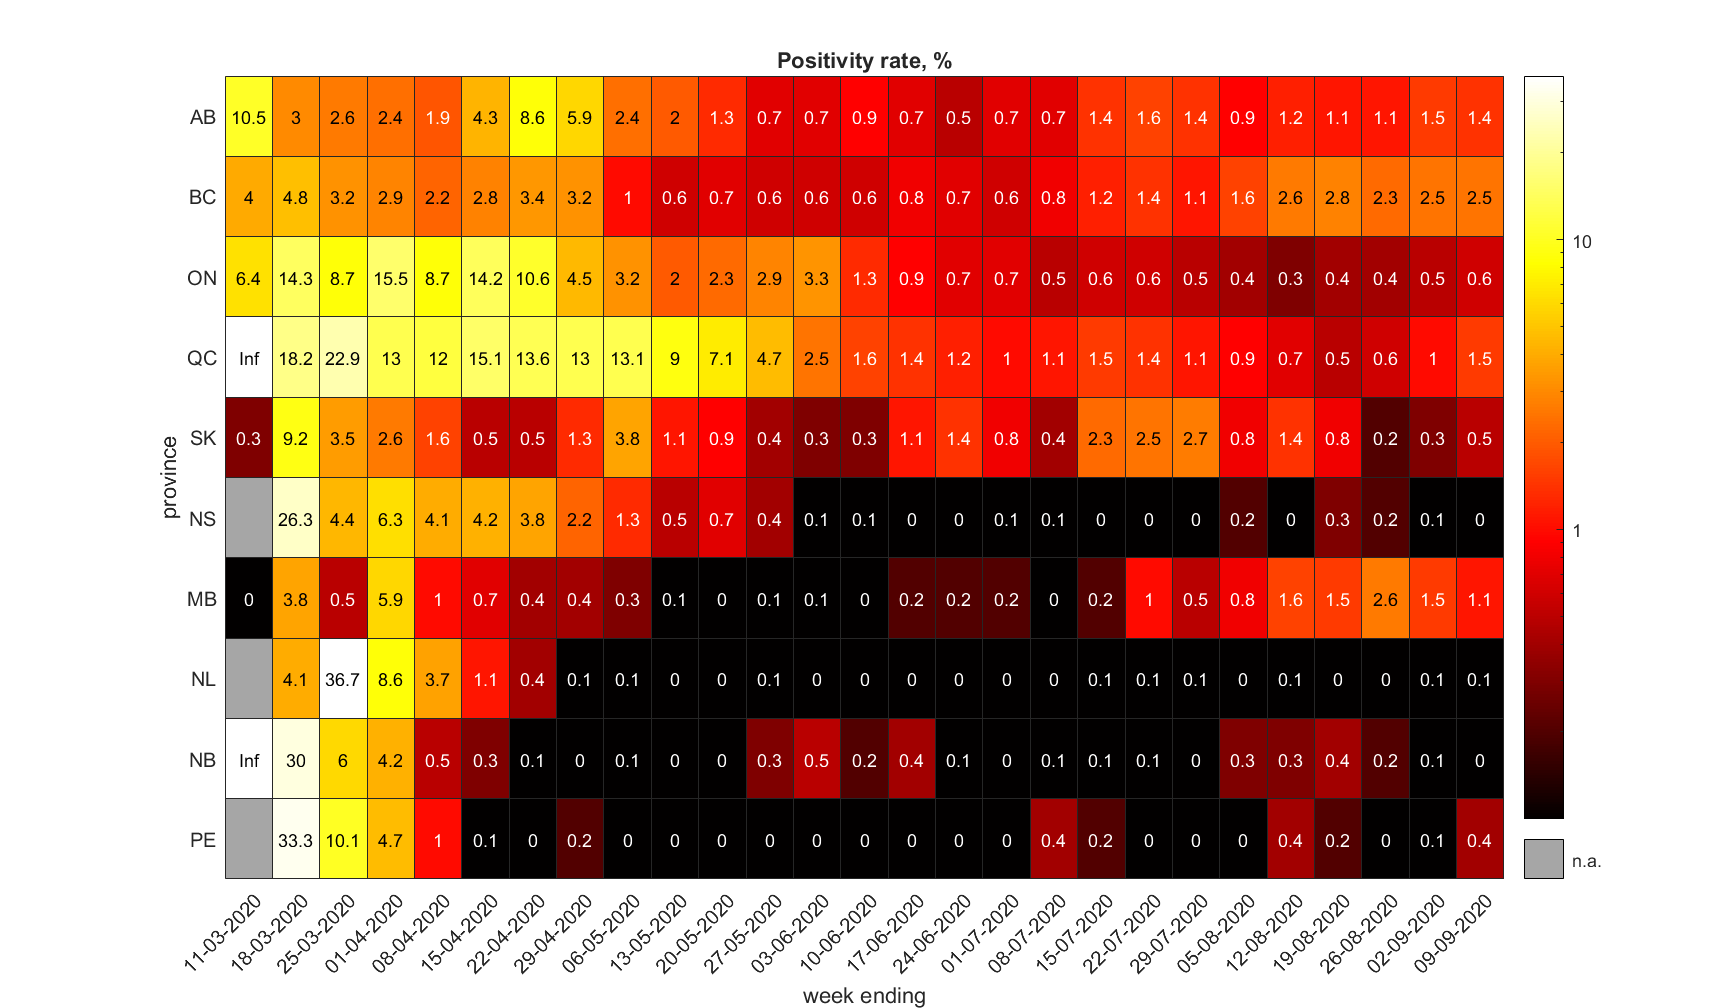 Positivity rate, %
AB 10.5 3 2.6 2.4 1.9 4.3 8.6 5.9 2.4 2 1.3 0.7 0.7 0.9 0.7 0.5 0.7 0.7 1.4 1.6 1.4 0.9 1.2 1.1 1.1 1.5 1.4
BC 4 4.8 3.2 2.9 2.2 2.8 3.4 3.2 1 0.6 0.7 0.6 0.6 0.6 0.8 0.7 0.6 0.8 1.2 1.4 1.1 1.6 2.6 2.8 2.3 2.5 2.5
10
ON 6.4 14.3 8.7 15.5 8.7 14.2 10.6 4.5 3.2 2 2.3 2.9 3.3 1.3 0.9 0.7 0.7 0.5 0.6 0.6 0.5 0.4 0.3 0.4 0.4 0.5 0.6
QC Inf 18.2 22.9 13 12 15.1 13.6 13 13.1 9 7.1 4.7 2.5 1.6 1.4 1.2 1 1.1 1.5 1.4 1.1 0.9 0.7 0.5 0.6 1 1.5
SK 0.3 9.2 3.5 2.6 1.6 0.5 0.5 1.3 3.8 1.1 0.9 0.4 0.3 0.3 1.1 1.4 0.8 0.4 2.3 2.5 2.7 0.8 1.4 0.8 0.2 0.3 0.5
province
NS 26.3 4.4 6.3 4.1 4.2 3.8 2.2 1.3 0.5 0.7 0.4 0.1 0.1 0 0 0.1 0.1 0 0 0 0.2 0 0.3 0.2 0.1 0
1
MB 0 3.8 0.5 5.9 1 0.7 0.4 0.4 0.3 0.1 0 0.1 0.1 0 0.2 0.2 0.2 0 0.2 1 0.5 0.8 1.6 1.5 2.6 1.5 1.1
NL 4.1 36.7 8.6 3.7 1.1 0.4 0.1 0.1 0 0 0.1 0 0 0 0 0 0 0.1 0.1 0.1 0 0.1 0 0 0.1 0.1
NB Inf 30 6 4.2 0.5 0.3 0.1 0 0.1 0 0 0.3 0.5 0.2 0.4 0.1 0 0.1 0.1 0.1 0 0.3 0.3 0.4 0.2 0.1 0
PE 33.3 10.1 4.7 1 0.1 0 0.2 0 0 0 0 0 0 0 0 0 0.4 0.2 0 0 0 0.4 0.2 0 0.1 0.4
n.a.
11-03-2020 18-03-2020 25-03-2020 01-04-2020 08-04-2020 15-04-2020 22-04-2020 29-04-2020 06-05-2020 13-05-2020 20-05-2020 27-05-2020 03-06-2020 10-06-2020 17-06-2020 24-06-2020 01-07-2020 08-07-2020 15-07-2020 22-07-2020 29-07-2020 05-08-2020 12-08-2020 19-08-2020 26-08-2020 02-09-2020 09-09-2020
week ending